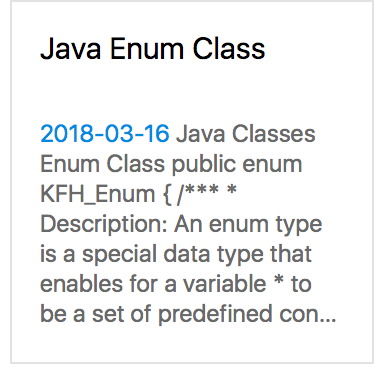 Java Enum Class
2018-03-16 Java Classes
Enum Class public enum
KFH_Enum { /*** *
Description: An enum type
is a special data type that
enables for a variable * to
be a set of predefined con...